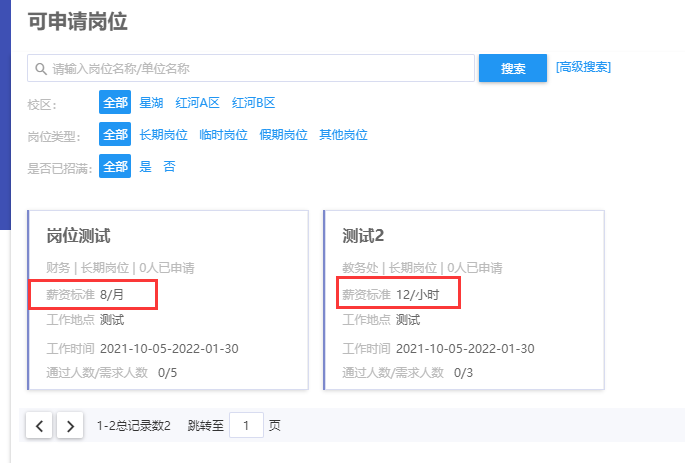 可申请岗位
请输入岗位名称/单位名称 搜索 [高级搜索]
校区: 全部 星湖 红河A区 红河B区
岗位类型: 全部 长期岗位 临时岗位 假期岗位 其他岗位
是否已招满: 全部 是 否
岗位测试
财务 | 长期岗位 | 0人已申请
薪资标准 8/月
工作地点 测试
工作时间 2021-10-05-2022-01-30
通过人数/需求人数 0/5
测试2
教务处 | 长期岗位 | 0人已申请
薪资标准 12/小时
工作地点 测试
工作时间 2021-10-05-2022-01-30
通过人数/需求人数 0/3
1-2总记录数2 跳转至 1 页